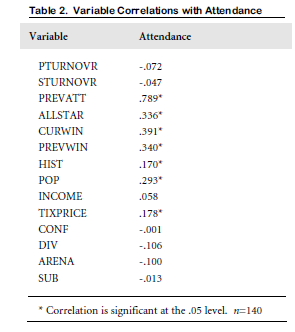 Table 2. Variable Correlations with Attendance
Variable Attendance
PTURNOVR -.072
STURNOVR -.047
PREVATT .789*
ALLSTAR .336*
CURWIN .391*
PREVWIN .340*
HIST .170*
POP .293*
INCOME .058
TIXPRICE .178*
CONF -.001
DIV -.106
ARENA -.100
SUB -.013
* Correlation is significant at the .05 level. n=140